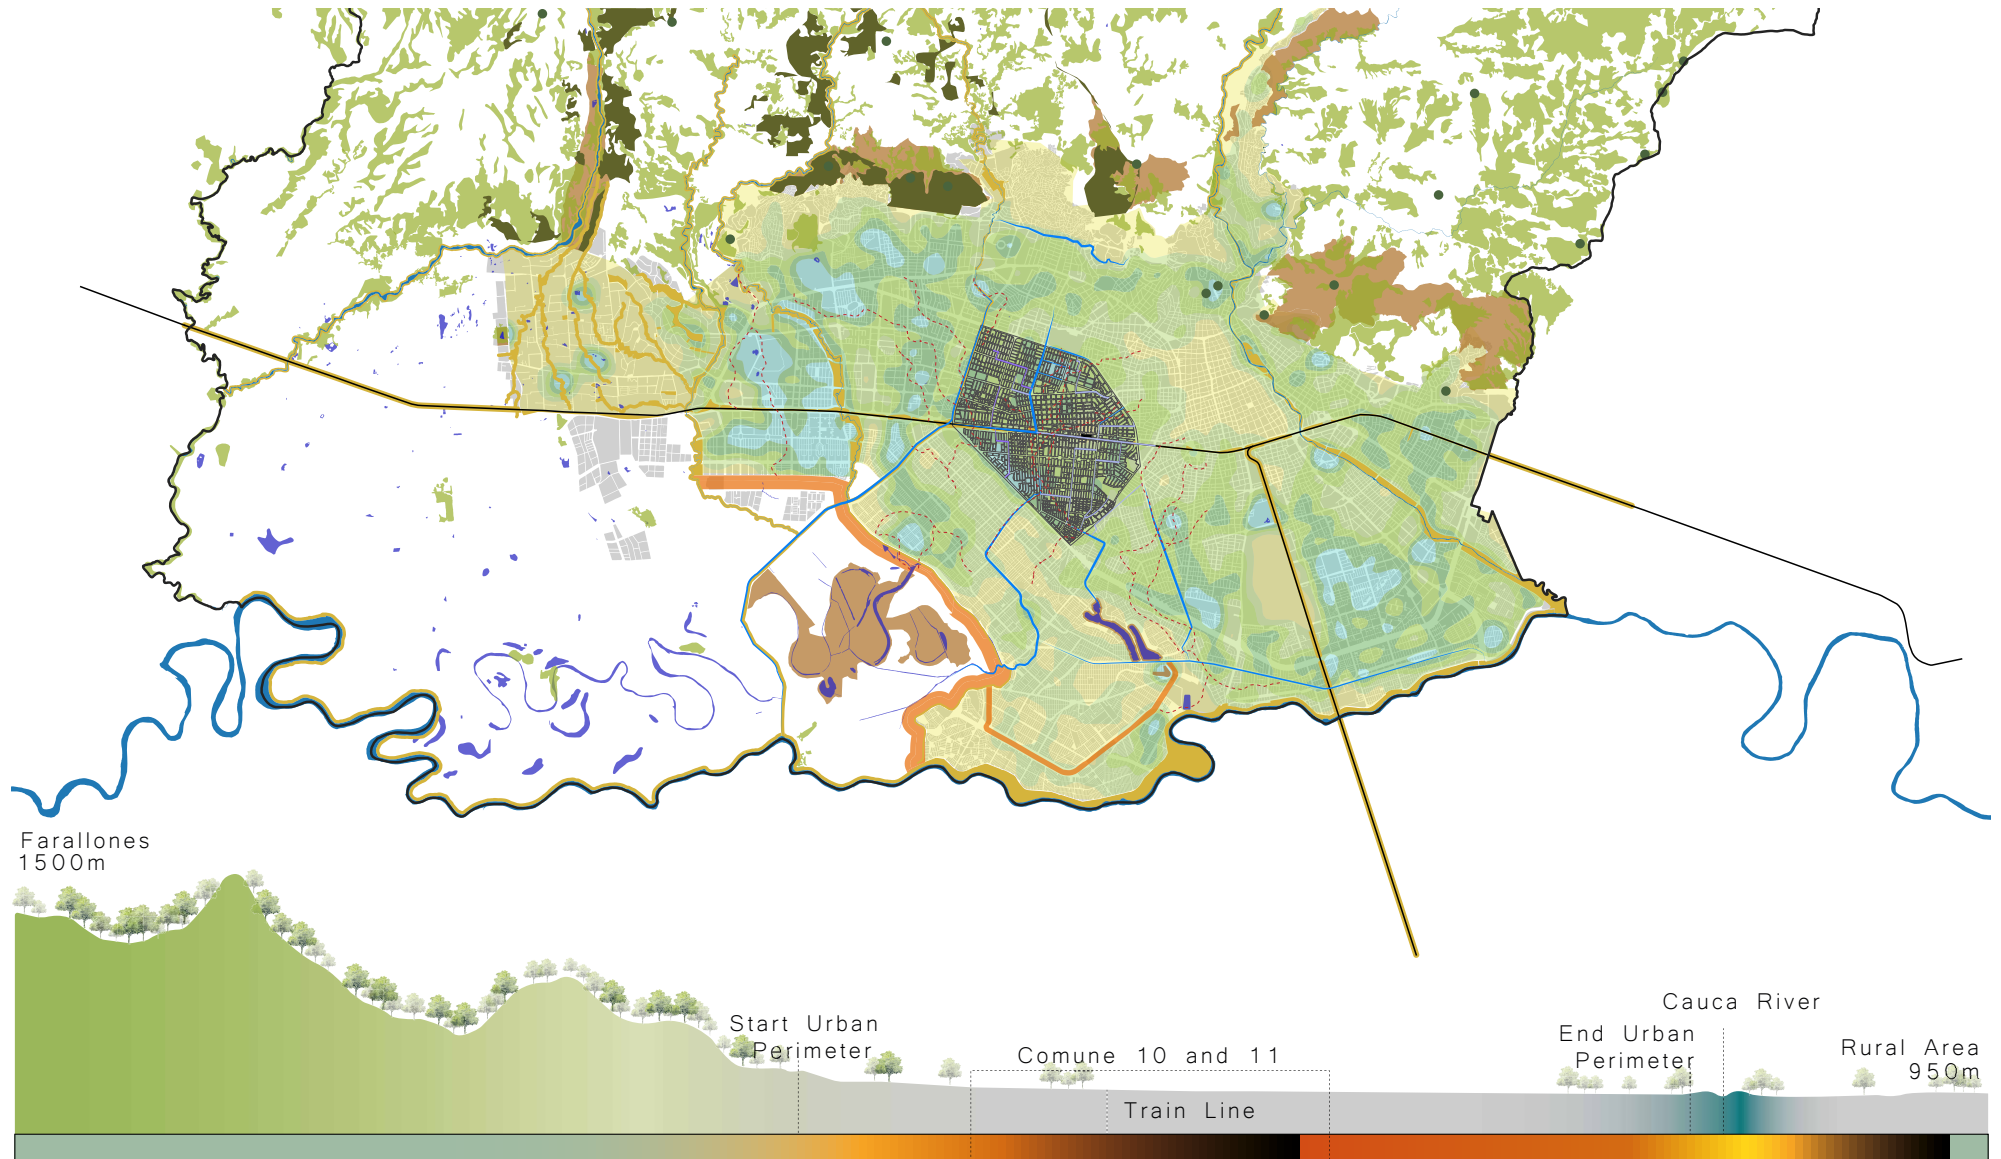 Farallones
1500m
Start Urban
Perimeter
Comune 10 and 11
Train Line
Cauca River
End Urban
Perimeter
Rural Area
950m